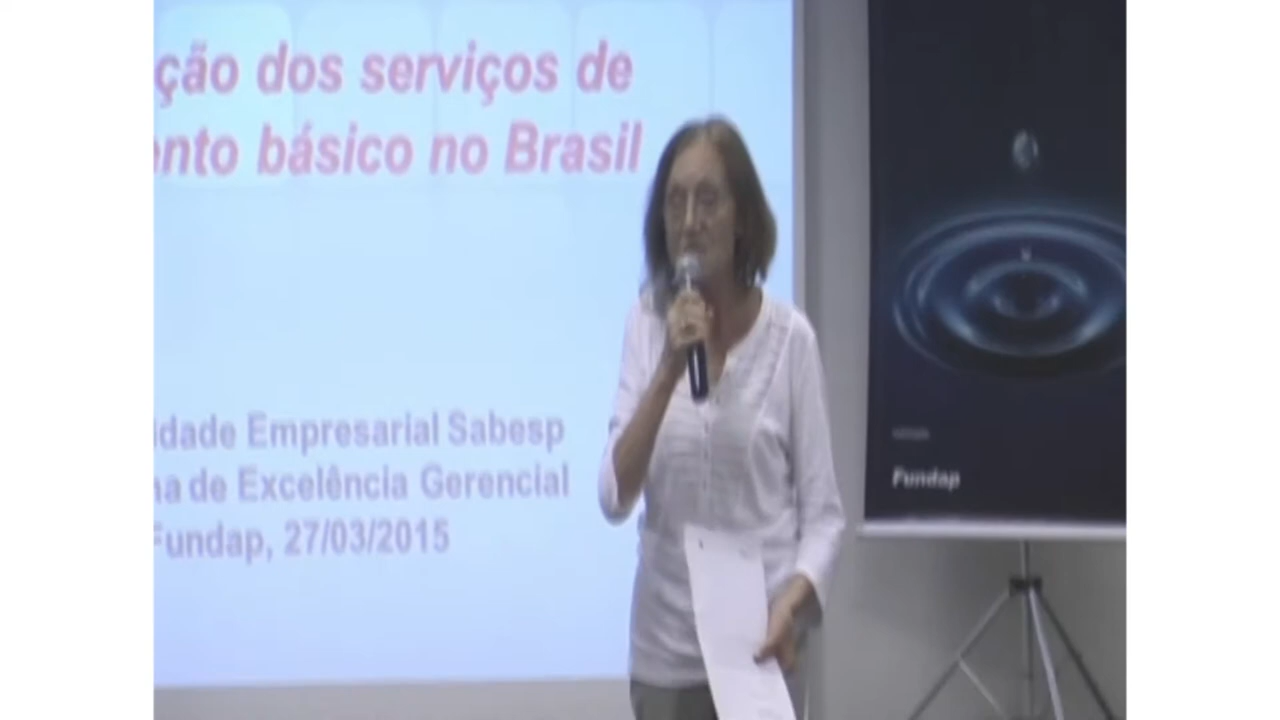 ção dos serviços de
ento básico no Brasil
idade Empresarial Sabesp
na de Excelência Gerencial
Fundap, 27/03/2015
Fundap